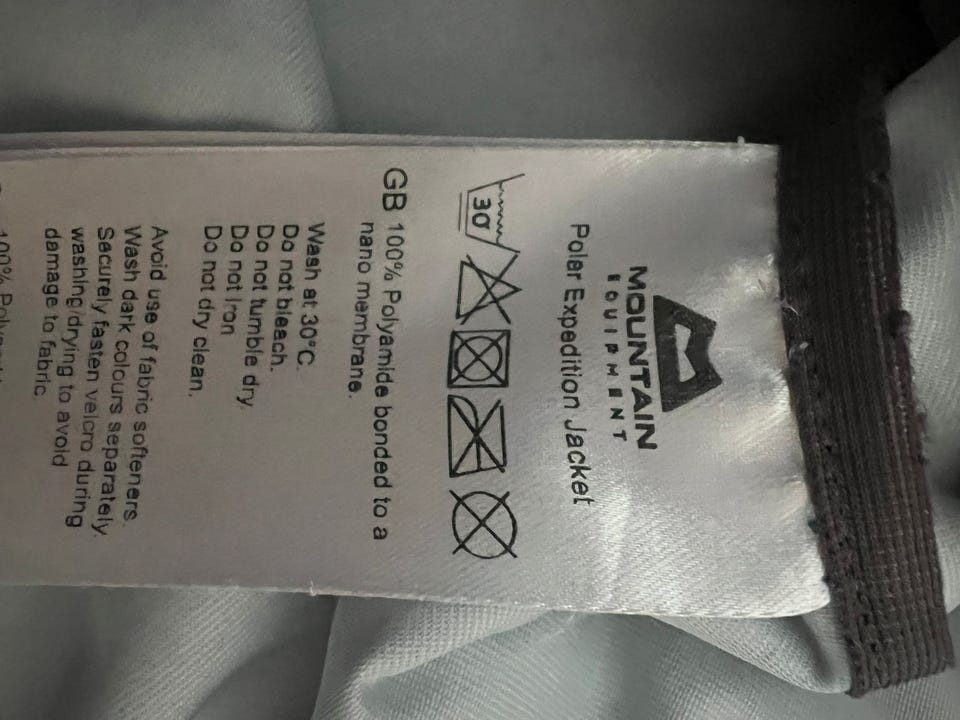 MOUNTAIN
EQUIPMENT
Polar Expedition Jacket
30
GB 100% Polyamide bonded to a
nano membrane.
Wash at 30°C.
Do not bleach.
Do not tumble dry.
Do not Iron
Do not dry clean.
Avoid use of fabric softeners.
Wash dark colours separately.
Securely fasten velcro during
washing/drying to avoid
damage to fabric.
100%